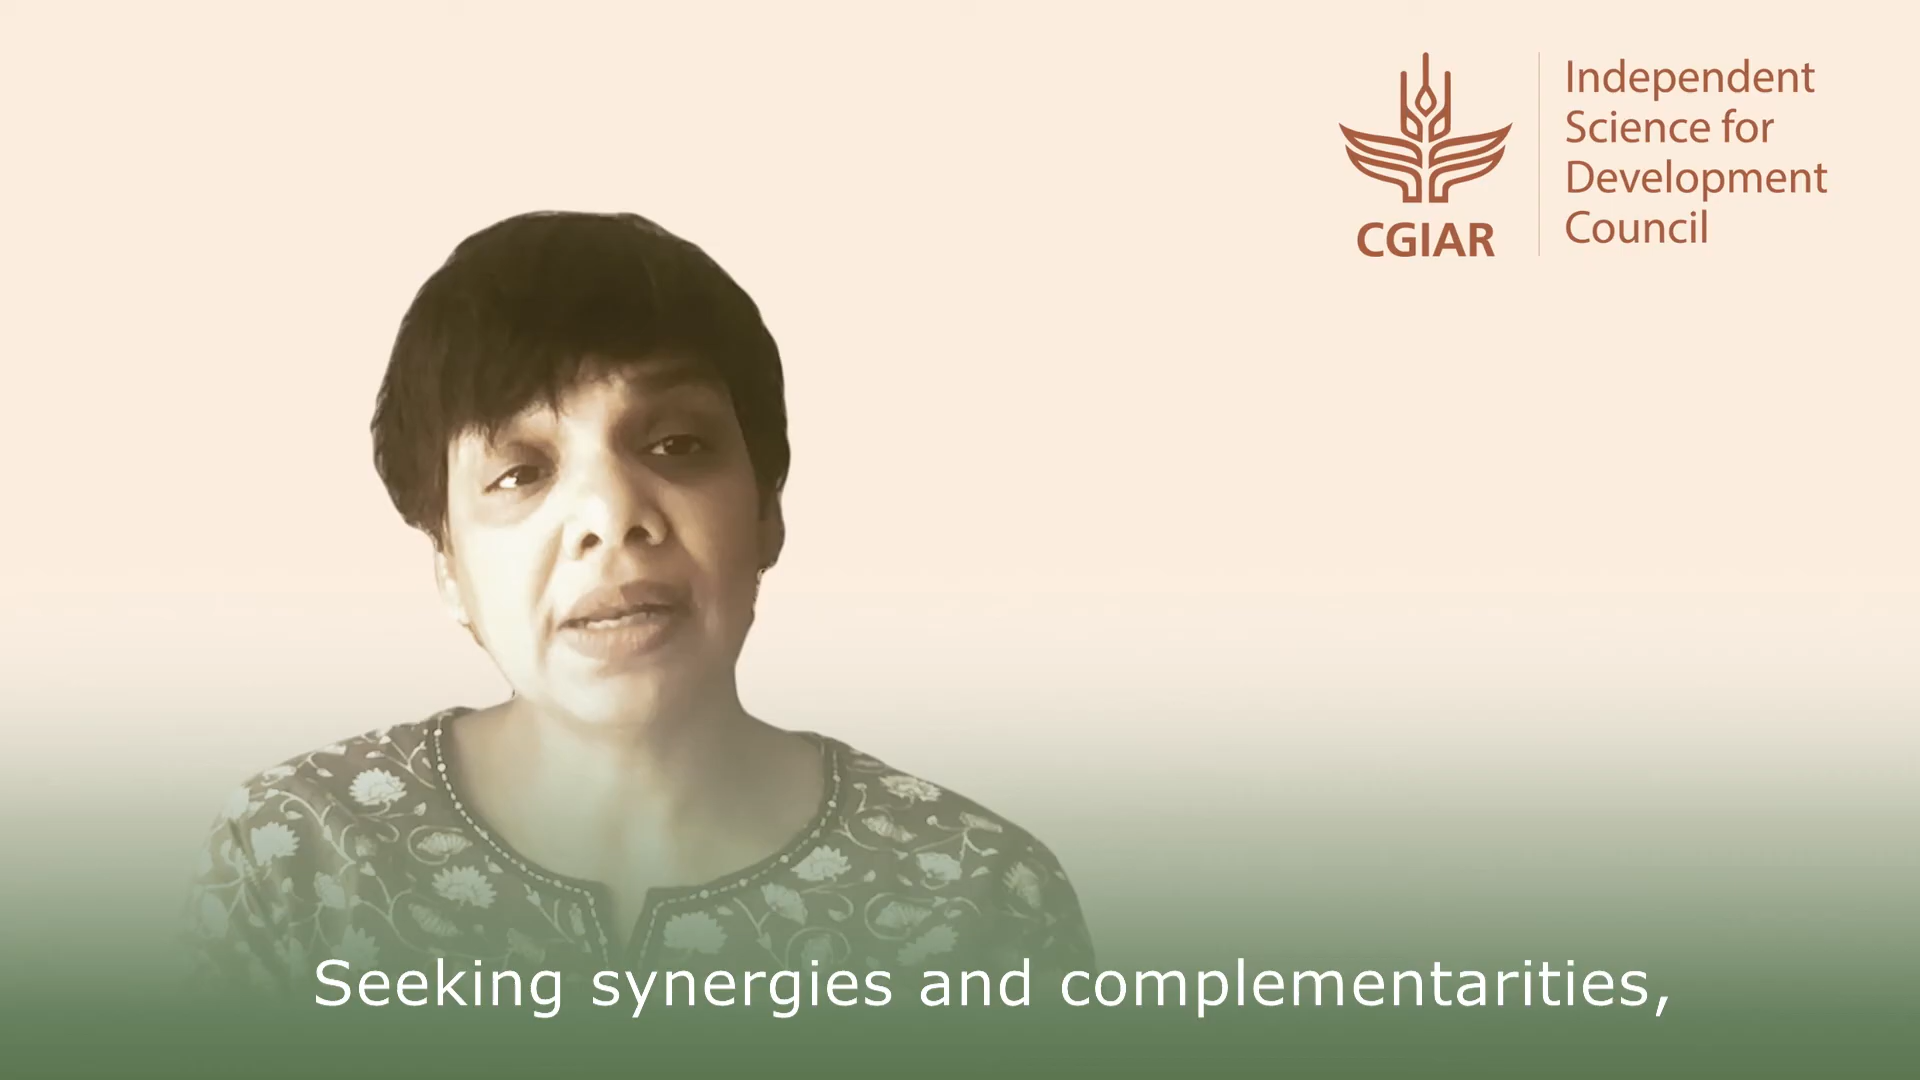 Independent
Science for
Development
Council
CGIAR
Seeking synergies and complementarities,